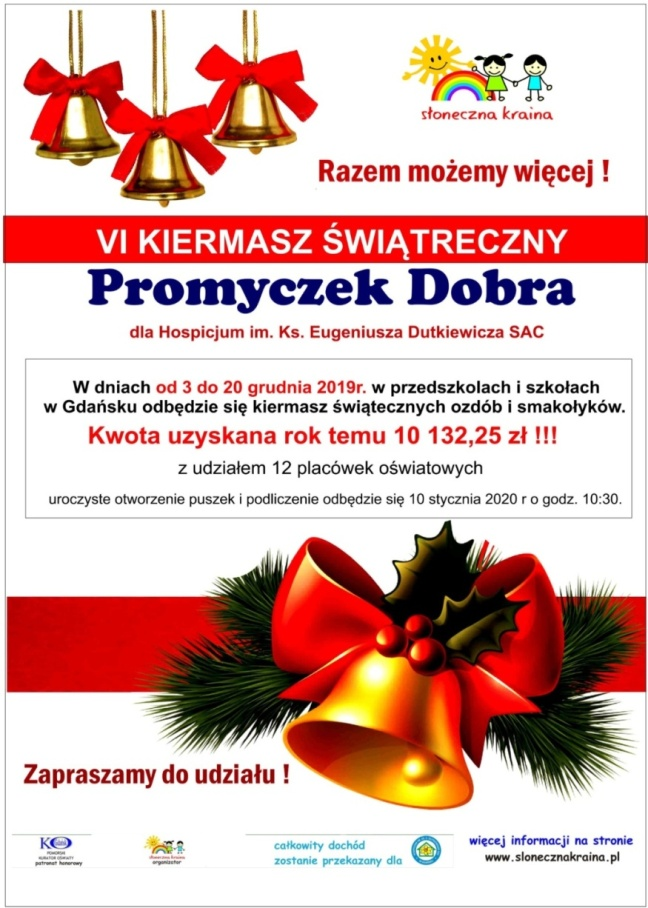 słoneczna kraina
Razem możemy więcej !
VI KIERMASZ ŚWIĄTRECZNY
Promyczek Dobra
dla Hospicjum im. Ks. Eugeniusza Dutkiewicza SAC
W dniach od 3 do 20 grudnia 2019r. w przedszkolach i szkołach
w Gdańsku odbędzie się kiermasz świątecznych ozdób i smakołyków.
Kwota uzyskana rok temu 10 132,25 zł !!!
z udziałem 12 placówek oświatowych
uroczyste otworzenie puszek i podliczenie odbędzie się 10 stycznia 2020 r o godz. 10:30.
Zapraszamy do udziału !
KO
POMORSKI
KURATOR OŚWIATY
patronat honorowy
słoneczna kraina
organizator
całkowity dochód
zostanie przekazany dla
więcej informacji na stronie
www.slonecznakraina.pl